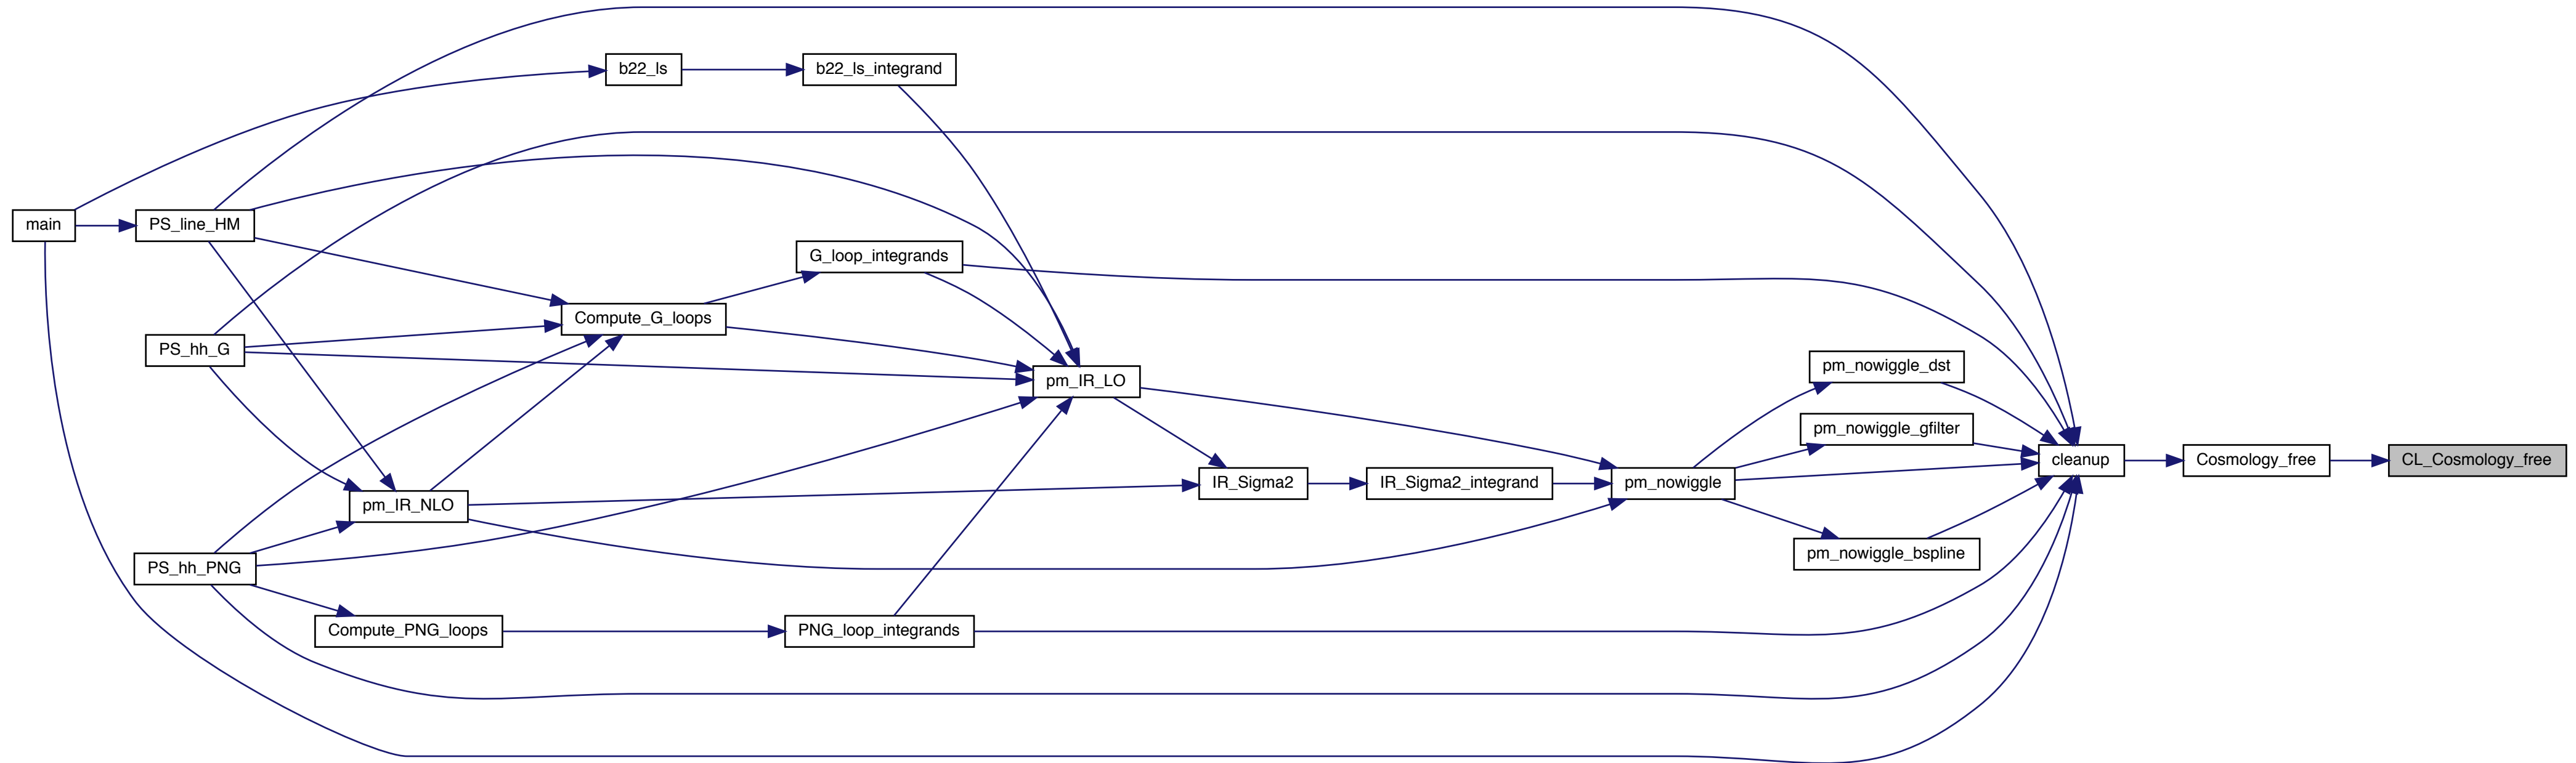 b22_ls
b22_ls_integrand
main
PS_line_HM
G_loop_integrands
Compute_G_loops
PS_hh_G
pm_nowiggle_dst
pm_IR_LO
pm_nowiggle_gfilter
cleanup
Cosmology_free
CL_Cosmology_free
IR_Sigma2
IR_Sigma2_integrand
pm_nowiggle
pm_IR_NLO
pm_nowiggle_bspline
PS_hh_PNG
Compute_PNG_loops
PNG_loop_integrands